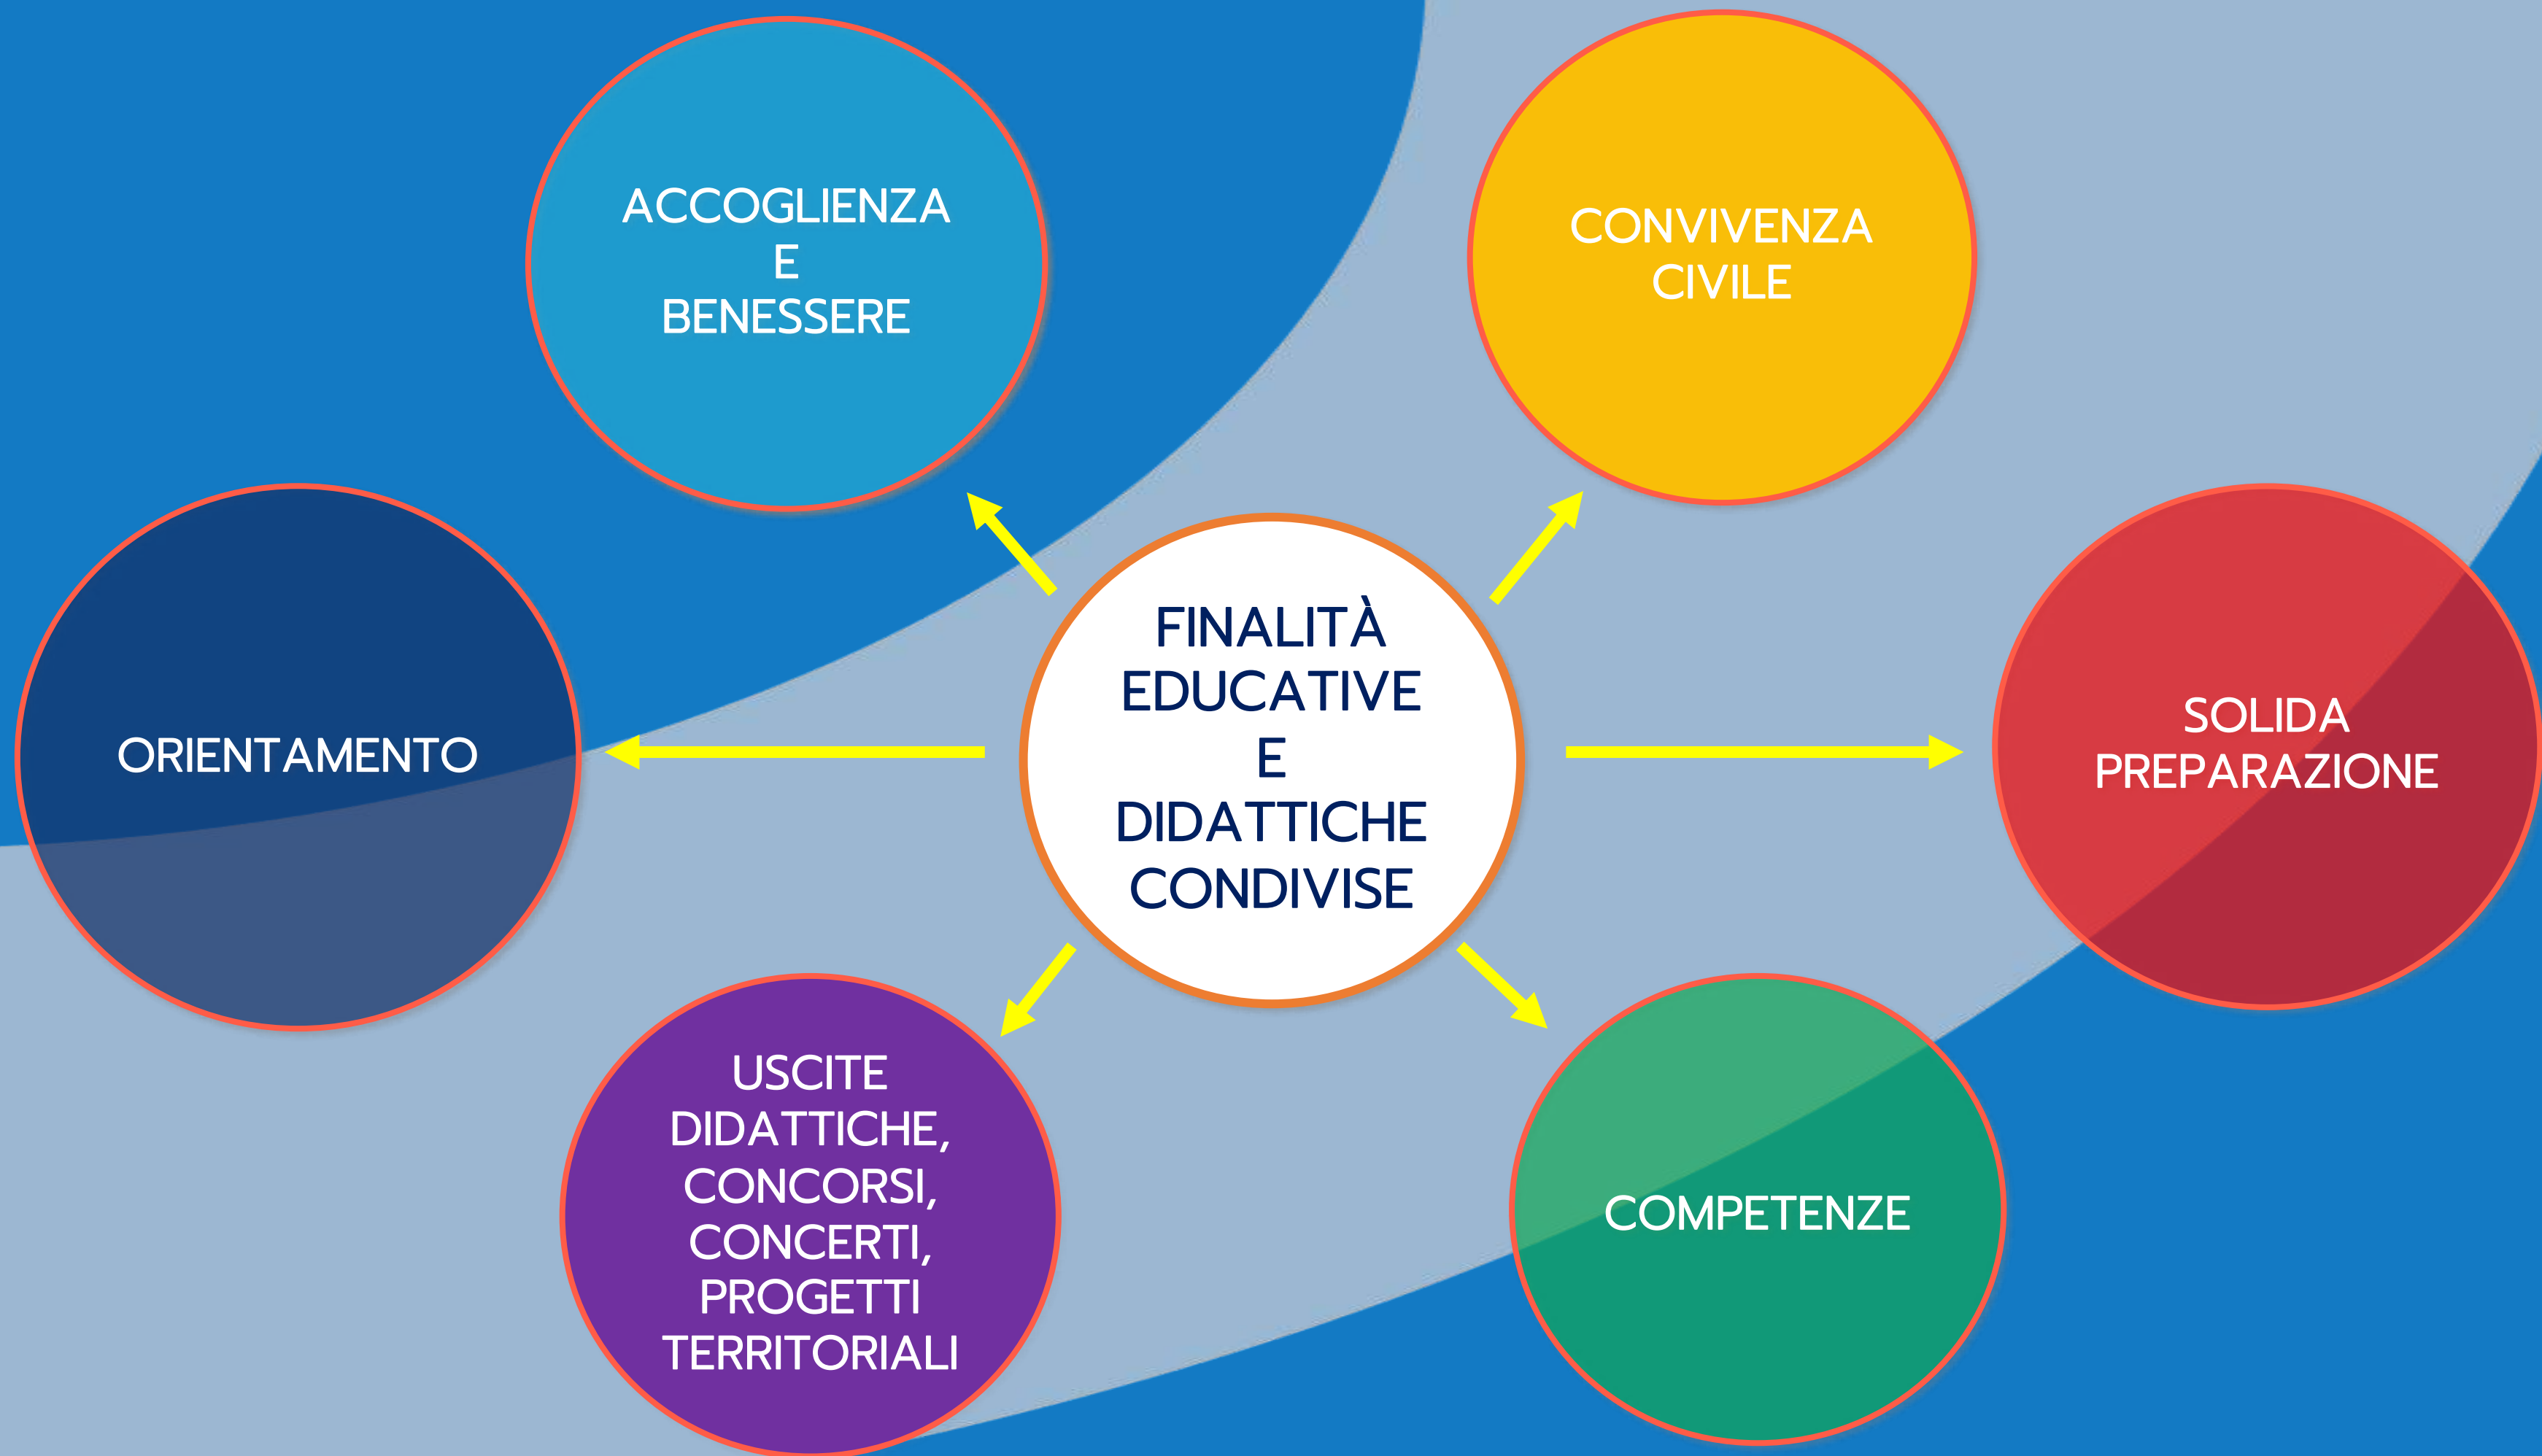 ACCOGLIENZA
E
BENESSERE
CONVIVENZA
CIVILE
ORIENTAMENTO
FINALITÀ
EDUCATIVE
E
DIDATTICHE
CONDIVISE
SOLIDA
PREPARAZIONE
USCITE
DIDATTICHE,
CONCORSI,
CONCERTI,
PROGETTI
TERRITORIALI
COMPETENZE